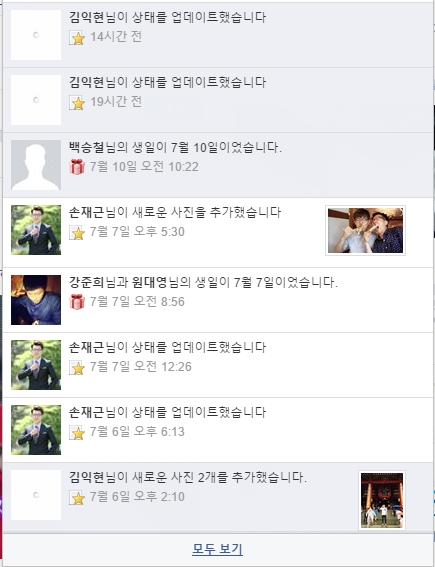 김익현님이 상태를 업데이트했습니다
14시간 전
김익현님이 상태를 업데이트했습니다
19시간 전
백승철님의 생일이 7월 10일이었습니다.
7월 10일 오전 10:22
손재근님이 새로운 사진을 추가했습니다
7월 7일 오후 5:30
강준희님과 원대영님의 생일이 7월 7일이었습니다.
7월 7일 오전 8:56
손재근님이 상태를 업데이트했습니다
7월 7일 오전 12:26
손재근님이 상태를 업데이트했습니다
7월 6일 오후 6:13
김익현님이 새로운 사진 2개를 추가했습니다.
7월 6일 오후 2:10
모두 보기